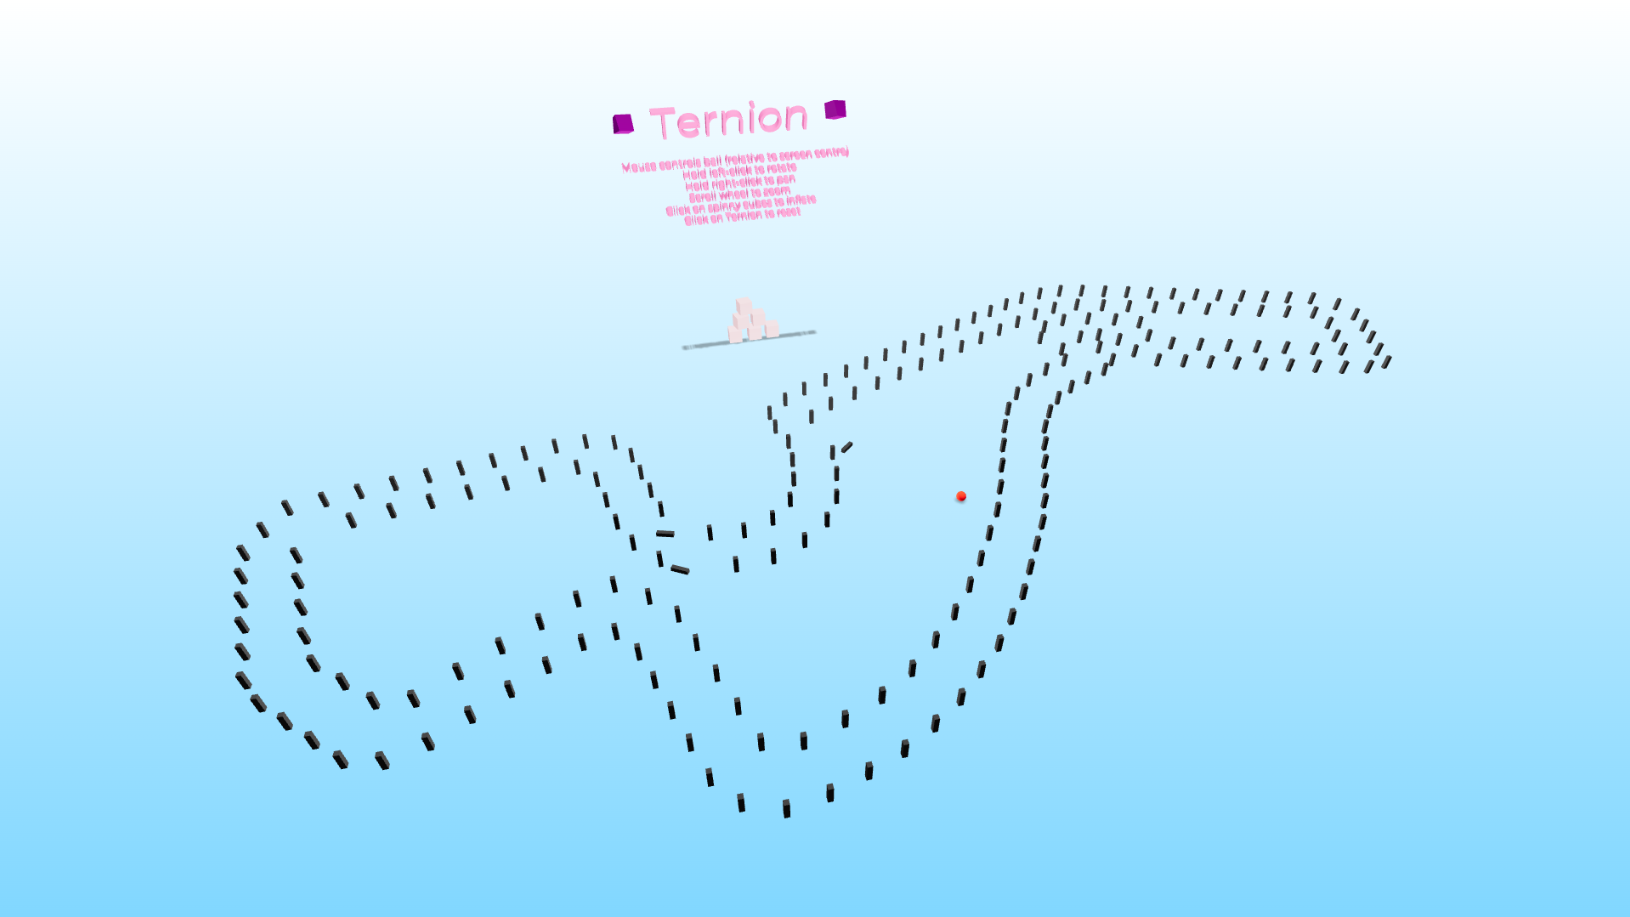 Ternion
Mouse controls ball (relative to screen center)
Hold left-click to rotate
Hold right-click to pan
Scroll wheel to zoom
Click on spinny cubes to inflate
Click on Ternion to reset